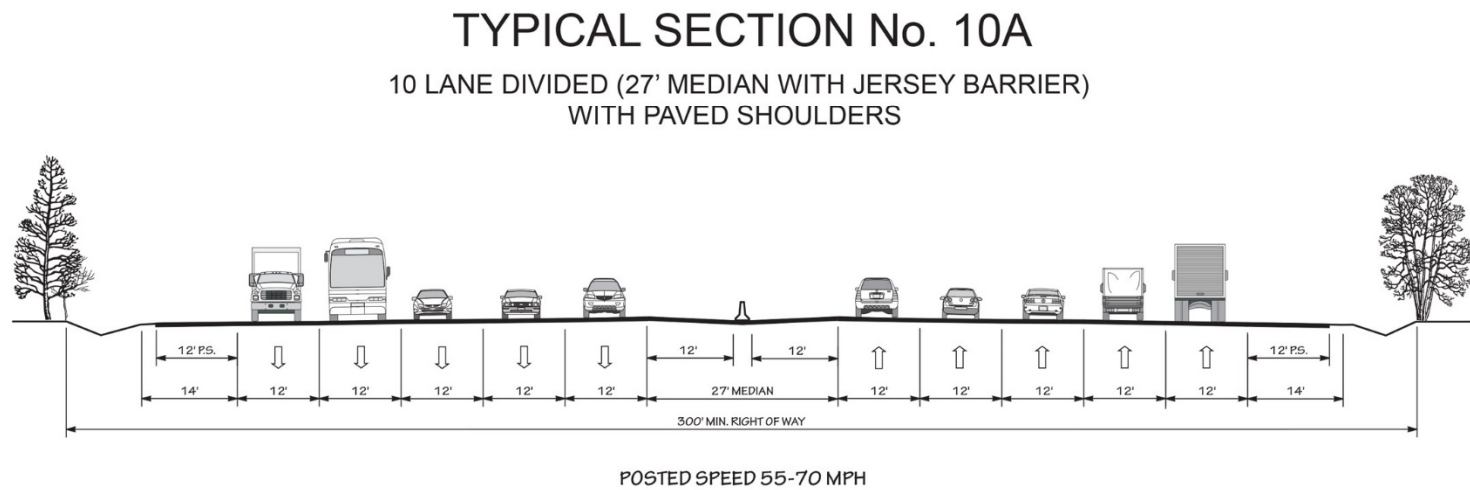 TYPICAL SECTION No. 10A
10 LANE DIVIDED (27' MEDIAN WITH JERSEY BARRIER)
WITH PAVED SHOULDERS
12' P.S. 12' 12' 12' P.S.
14' 12' 12' 12' 12' 12' 27' MEDIAN 12' 12' 12' 12' 12' 14'
300' MIN. RIGHT OF WAY
POSTED SPEED 55-70 MPH